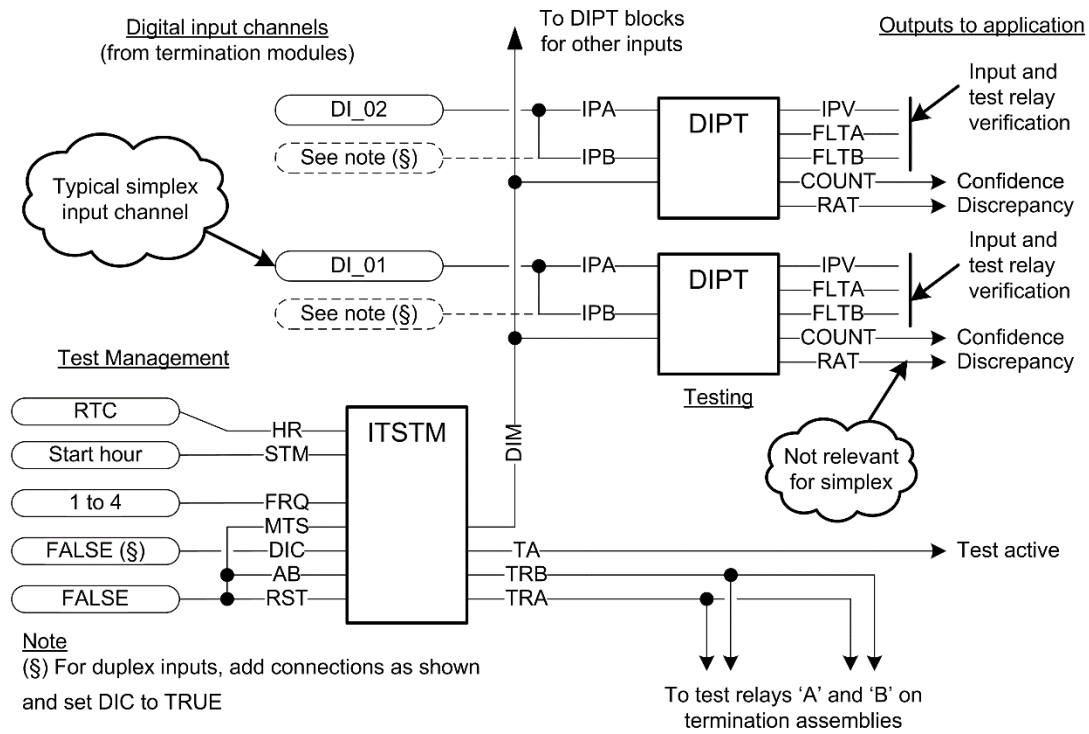 Digital input channels
(from termination modules)
To DIPT blocks
for other inputs
Outputs to application
DI_02
IPA
DIPT
IPV
Input and
test relay
verification
FLTA
See note (§)
IPB
FLTB
COUNT
Confidence
RAT
Discrepancy
Typical simplex
input channel
DI_01
IPA
DIPT
IPV
Input and
test relay
verification
FLTA
See note (§)
IPB
FLTB
COUNT
Confidence
RAT
Discrepancy
Testing
Not relevant
for simplex
Test Management
RTC
HR
ITSTM
DIM
Start hour
STM
1 to 4
FRQ
MTS
FALSE (§)
DIC
TA
Test active
AB
TRB
FALSE
RST
TRA
Note
(§) For duplex inputs, add connections as shown
and set DIC to TRUE
To test relays ‘A’ and ‘B’ on
termination assemblies